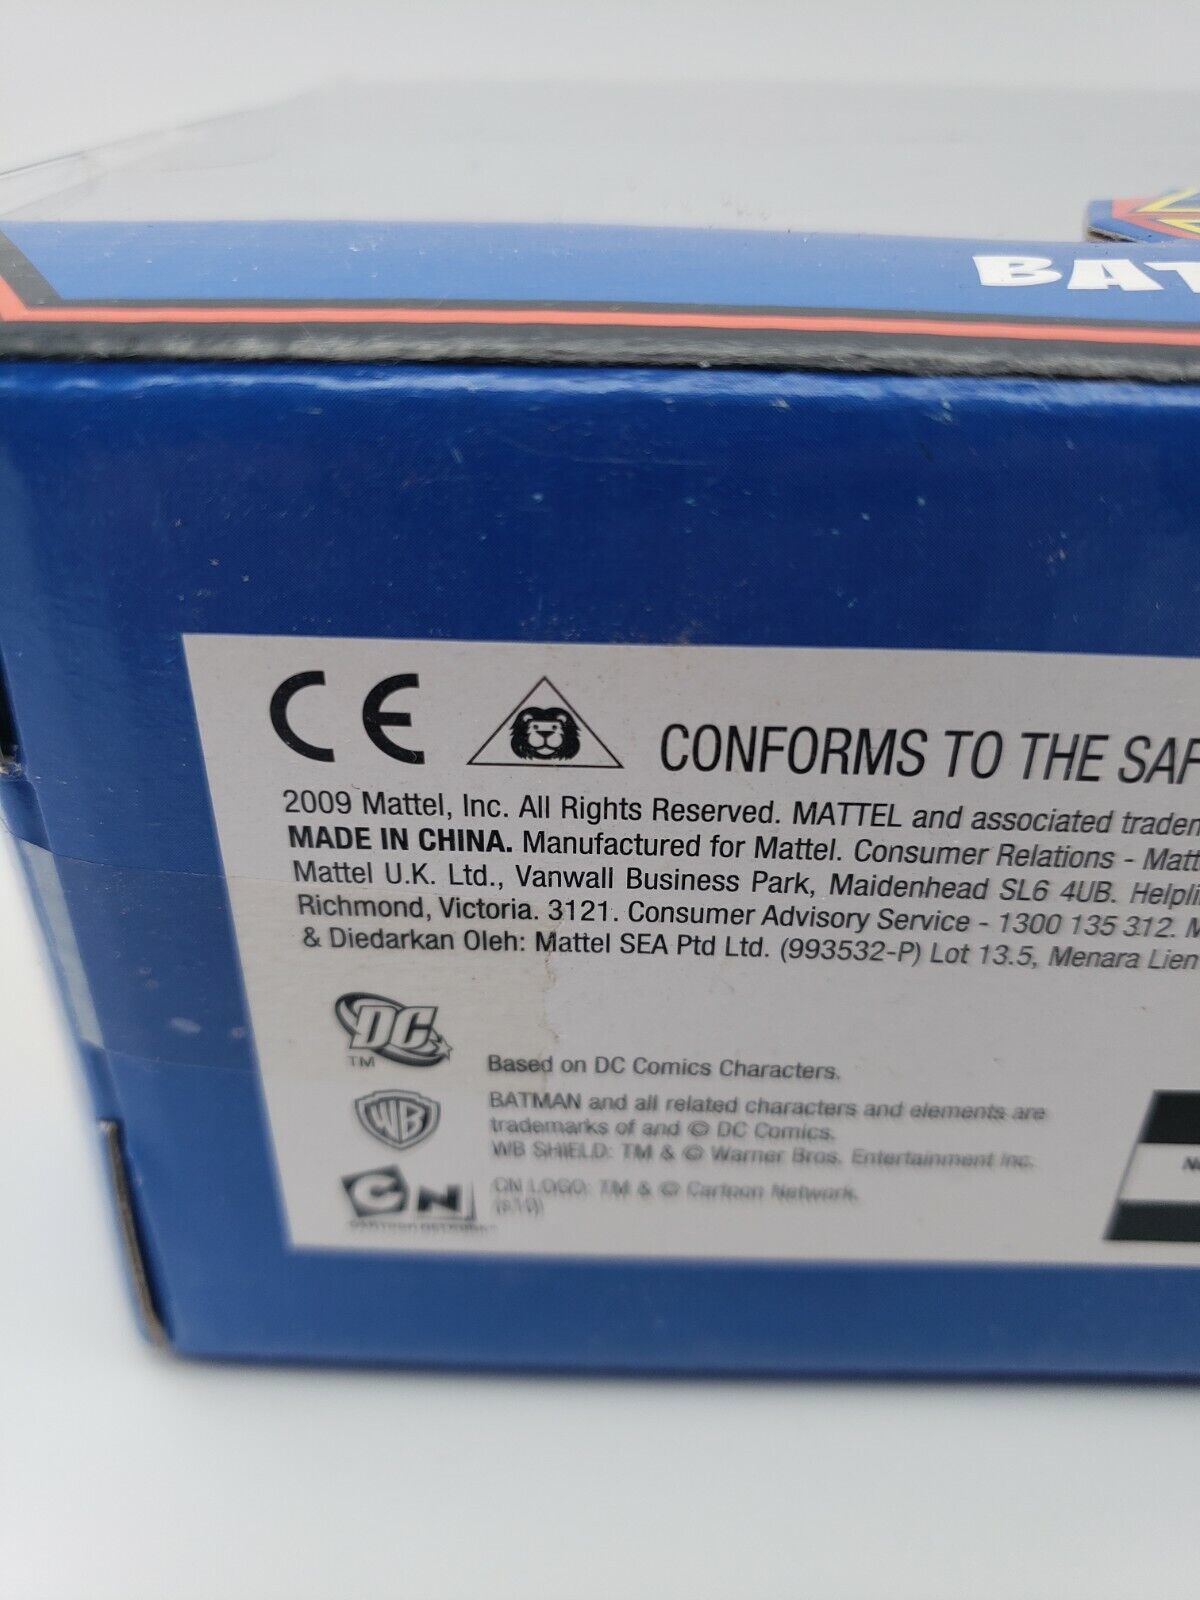 BAT
CE
CONFORMS TO THE SAF
2009 Mattel, Inc. All Rights Reserved. MATTEL and associated tradem
MADE IN CHINA. Manufactured for Mattel. Consumer Relations - Matt
Mattel U.K. Ltd., Vanwall Business Park, Maidenhead SL6 4UB. Helpli
Richmond, Victoria. 3121. Consumer Advisory Service - 1300 135 312. M
& Diedarkan Oleh: Mattel SEA Ptd Ltd. (993532-P) Lot 13.5, Menara Lien
DC
TM
Based on DC Comics Characters.
WB
BATMAN and all related characters and elements are
trademarks of and © DC Comics.
WB SHIELD: TM & © Warner Bros. Entertainment Inc.
CN
CARTOON NETWORK
CN LOGO: TM & © Cartoon Network.
(s10)